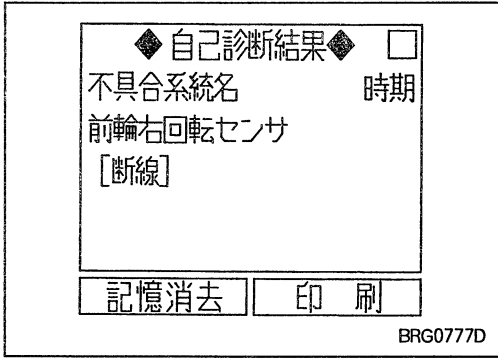 ◆自己診断結果◆ □
不具合系統名 時期
前輪右回転センサ
[断線]
記憶消去 印 刷
BRG0777D